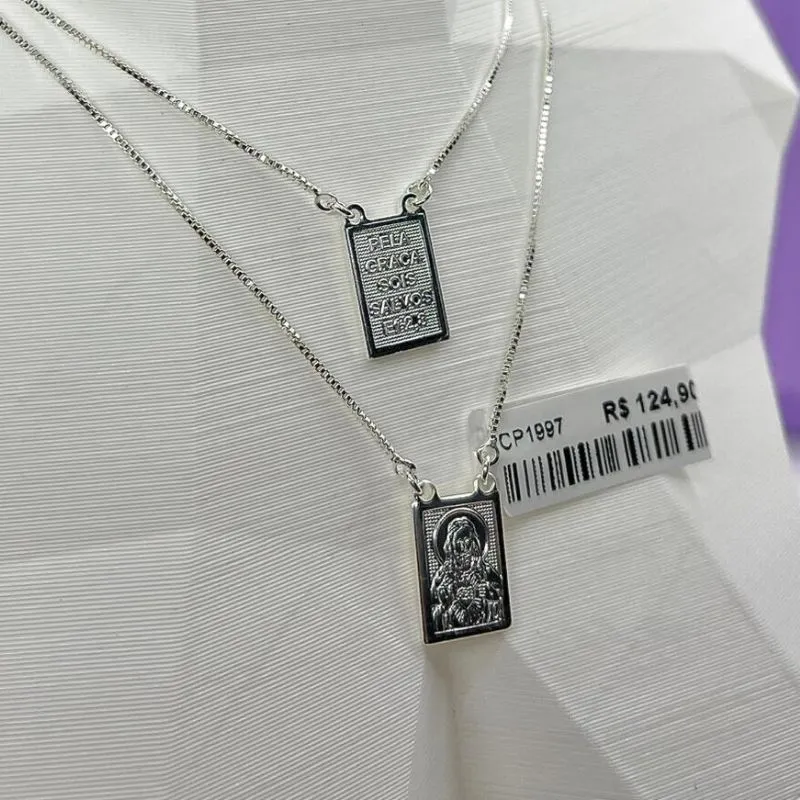 PELA
GRAÇA
SOIS
SALVOS
Ef.2:8
CP1997
R$ 124,90